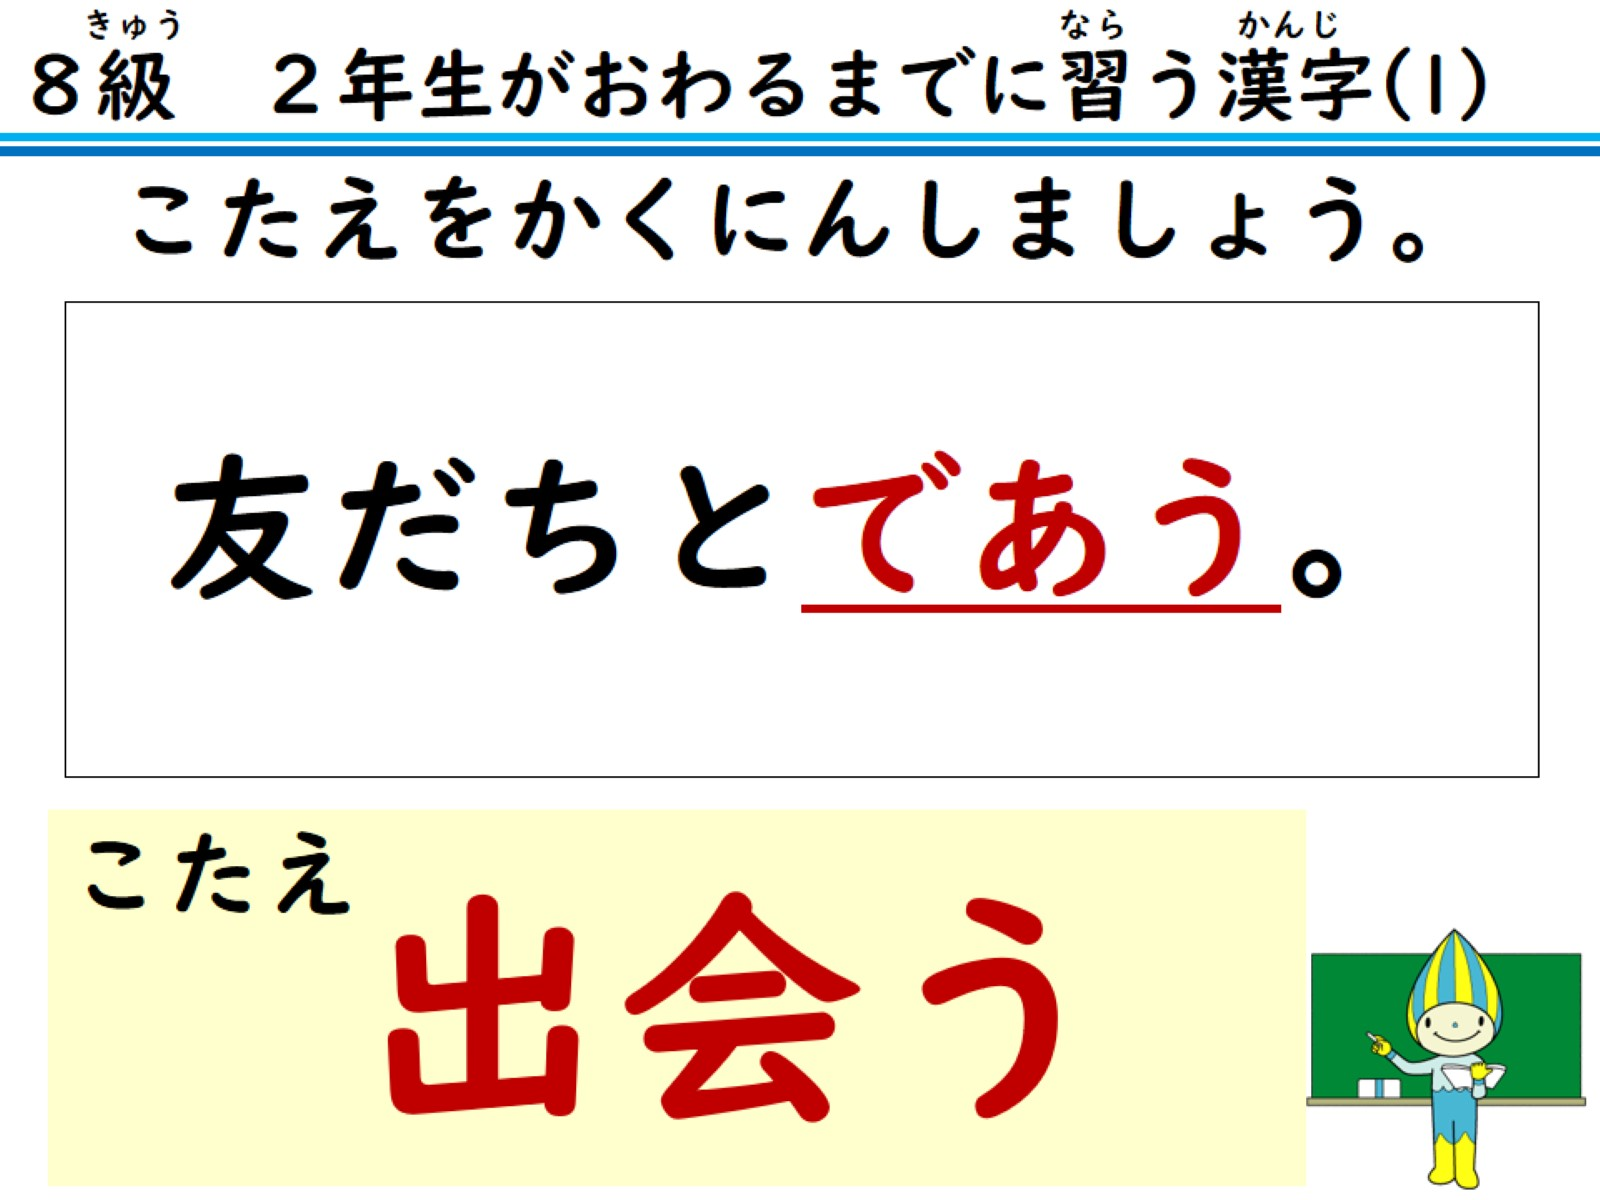 きゅう なら かんじ
8級 2年生がおわるまでに習う漢字(1)
こたえをかくにんしましょう。
友だちとであう。
こたえ
出会う